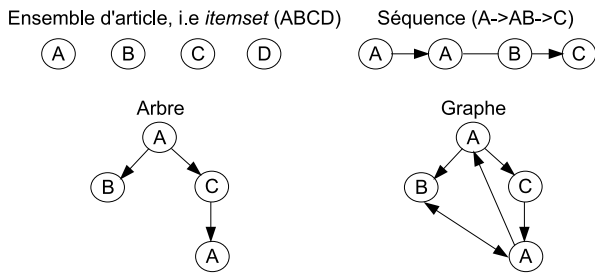 Ensemble d'article, i.e itemset (ABCD)
A B C D
Séquence (A->AB->C)
A A B C
Arbre
A
B C
A
Graphe
A
B C
A